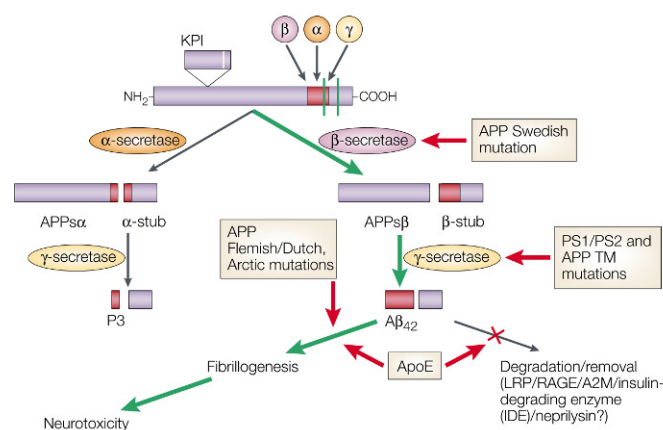 KPI
β
α
γ
NH₂
COOH
α-secretase
β-secretase
APP Swedish
mutation
APPsα
α-stub
APPsβ
β-stub
γ-secretase
P3
APP
Flemish/Dutch,
Arctic mutations
γ-secretase
PS1/PS2 and
APP TM
mutations
Aβ₄₂
Fibrillogenesis
ApoE
Degradation/removal
(LRP/RAGE/A2M/insulin-
degrading enzyme
(IDE)/neprilysin?)
Neurotoxicity